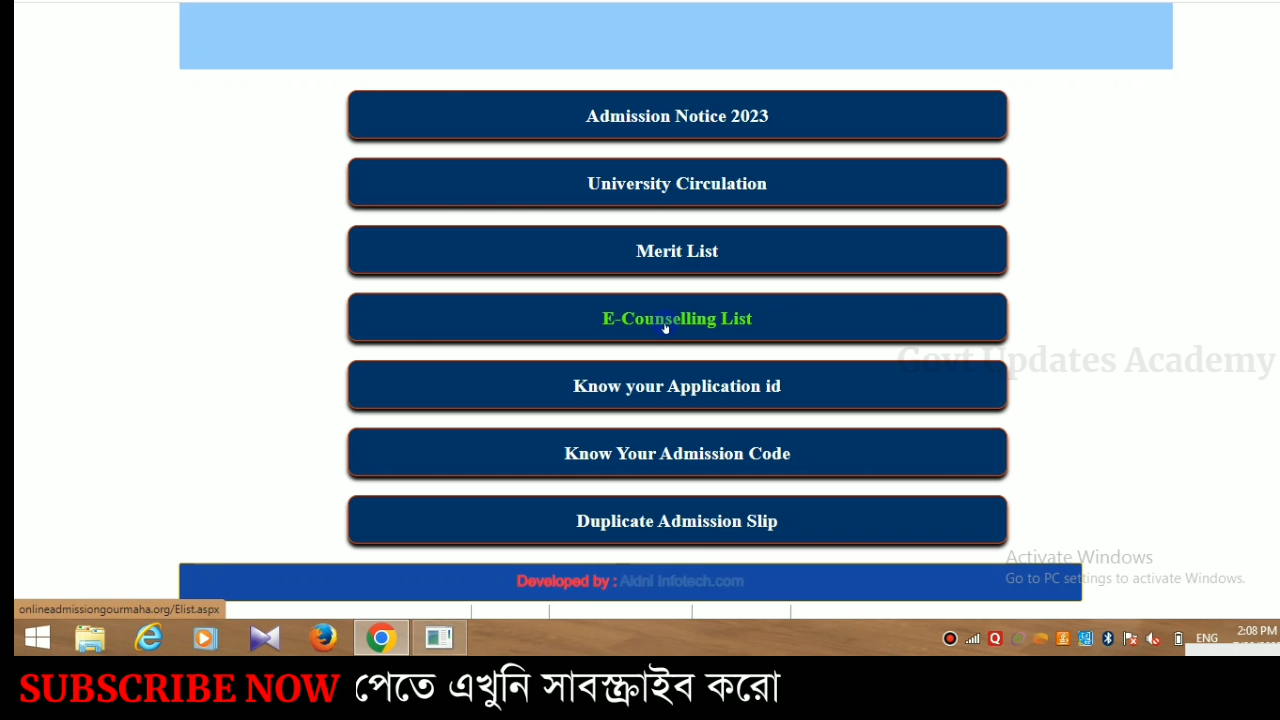 Admission Notice 2023
University Circulation
Merit List
E-Counselling List
Govt Updates Academy
Know your Application id
Know Your Admission Code
Duplicate Admission Slip
Activate Windows
Go to PC settings to activate Windows.
Developed by : Aidni Infotech.com
onlineadmissiongourmaha.org/Elist.aspx
ENG
2:08 PM
SUBSCRIBE NOW পেতে এখুনি সাবস্ক্রাইব করো